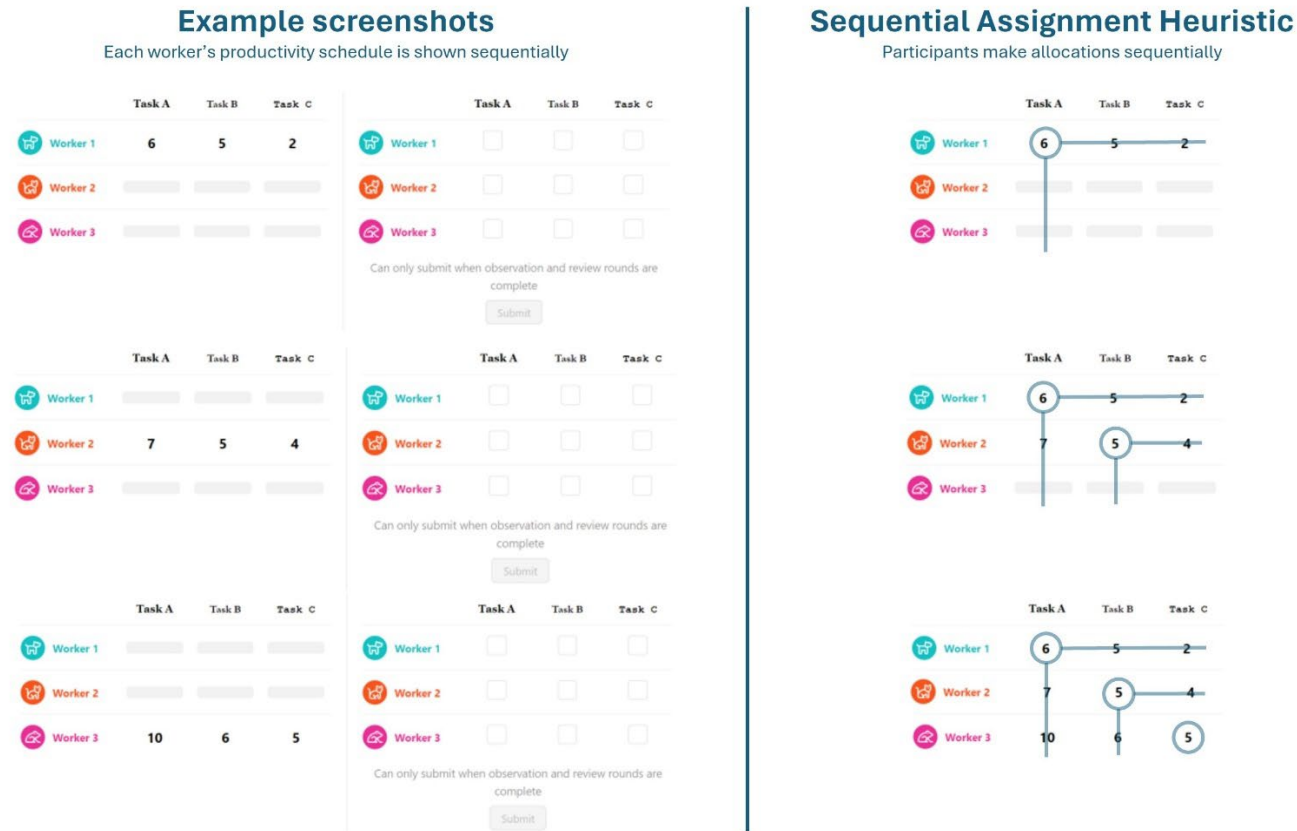 Example screenshots
Each worker's productivity schedule is shown sequentially
Task A Task B Task C
Worker 1 6 5 2
Worker 2
Worker 3
Task A Task B Task C
Worker 1
Worker 2
Worker 3
Can only submit when observation and review rounds are
complete
Submit
Task A Task B Task C
Worker 1
Worker 2 7 5 4
Worker 3
Task A Task B Task C
Worker 1
Worker 2
Worker 3
Can only submit when observation and review rounds are
complete
Submit
Task A Task B Task C
Worker 1
Worker 2
Worker 3 10 6 5
Task A Task B Task C
Worker 1
Worker 2
Worker 3
Can only submit when observation and review rounds are
complete
Submit
Sequential Assignment Heuristic
Participants make allocations sequentially
Task A Task B Task C
Worker 1 6 5 2
Worker 2
Worker 3
Task A Task B Task C
Worker 1 6 5 2
Worker 2 7 5 4
Worker 3
Task A Task B Task C
Worker 1 6 5 2
Worker 2 7 5 4
Worker 3 10 6 5